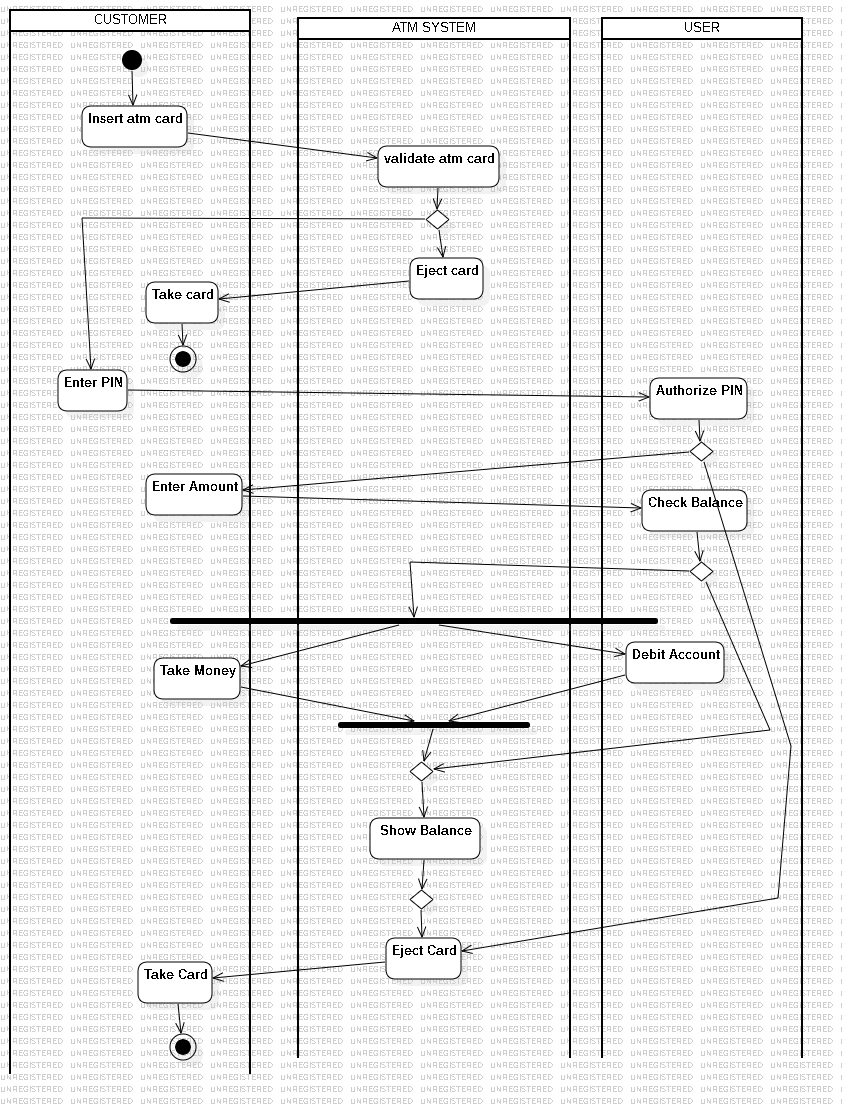 CUSTOMER
ATM SYSTEM
USER
Insert atm card
validate atm card
Eject card
Take card
Enter PIN
Authorize PIN
Enter Amount
Check Balance
Take Money
Debit Account
Show Balance
Eject Card
Take Card
UNREGISTERED